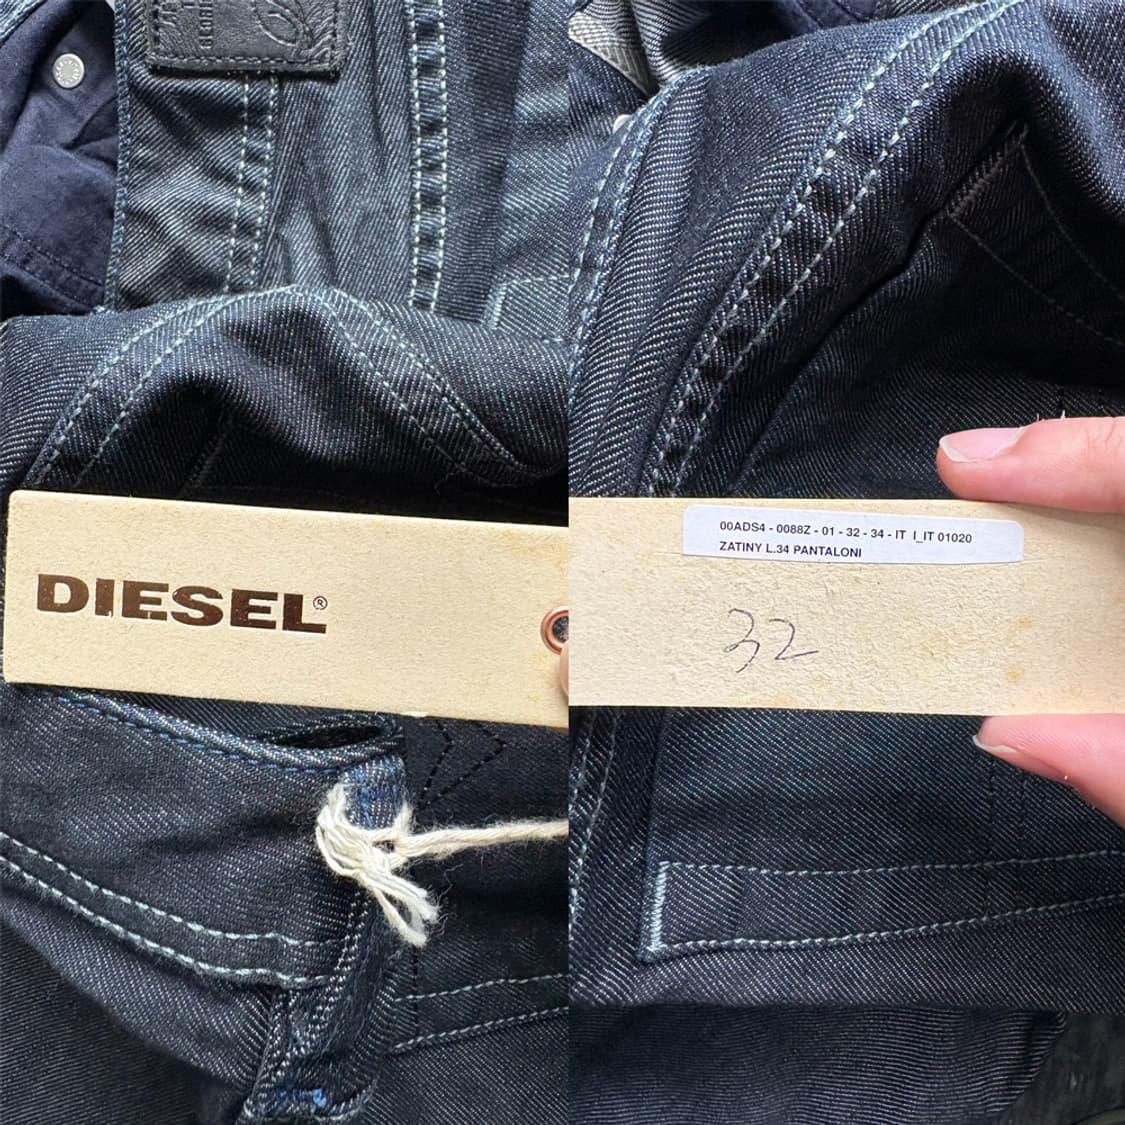 DIESEL®
00ADS4 - 0088Z - 01 - 32 - 34 - IT I_IT 01020
ZATINY L.34 PANTALONI
32